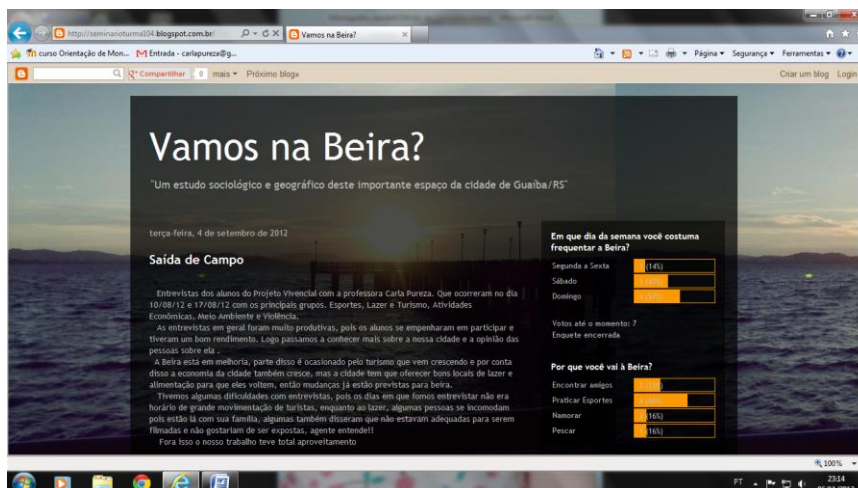 http://seminarioturma104.blogspot.com.br/
Vamos na Beira?
curso Orientação de Mon...
Entrada - carlapureza@g...
Página
Segurança
Ferramentas
Compartilhar
0
mais
Próximo blog»
Criar um blog
Login
Vamos na Beira?
"Um estudo sociológico e geográfico deste importante espaço da cidade de Guaíba/RS"
terça-feira, 4 de setembro de 2012
Saída de Campo
Entrevistas dos alunos do Projeto Vivencial com a professora Carla Pureza. Que ocorreram no dia
10/08/12 e 17/08/12 com os principais grupos. Esportes, Lazer e Turismo, Atividades
Econômicas, Meio Ambiente e Violência.
As entrevistas em geral foram muito produtivas, pois os alunos se empenharam em participar e
tiveram um bom rendimento. Logo passamos a conhecer mais sobre a nossa cidade e a opinião das
pessoas sobre ela .
A Beira está em melhoria, parte disso é ocasionado pelo turismo que vem crescendo e por conta
disso a economia da cidade também cresce, mas a cidade tem que oferecer bons locais de lazer e
alimentação para que eles voltem, então mudanças já estão previstas para beira.
Tivemos algumas dificuldades com entrevistas, pois os dias em que fomos entrevistar não era
horário de grande movimentação de turistas, enquanto ao lazer, algumas pessoas se incomodam
pois estão lá com sua família, algumas também disseram que não estavam adequadas para serem
filmadas e não gostariam de ser expostas, agente entende!!
Fora isso o nosso trabalho teve total aproveitamento
Em que dia da semana você costuma
frequentar a Beira?
Segunda a Sexta
1 (14%)
Sábado
Domingo
Votos até o momento: 7
Enquete encerrada
Por que você vai à Beira?
Encontrar amigos
Praticar Esportes
Namorar
1 (16%)
Pescar
1 (16%)
100%
PT
23:14